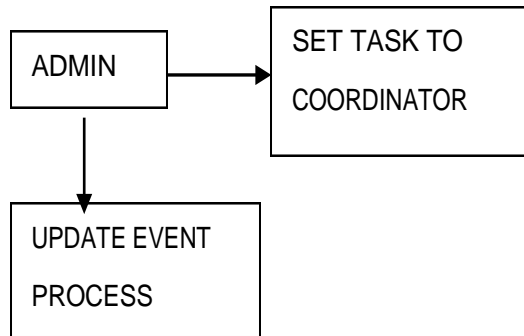 ADMIN
SET TASK TO
COORDINATOR
UPDATE EVENT
PROCESS